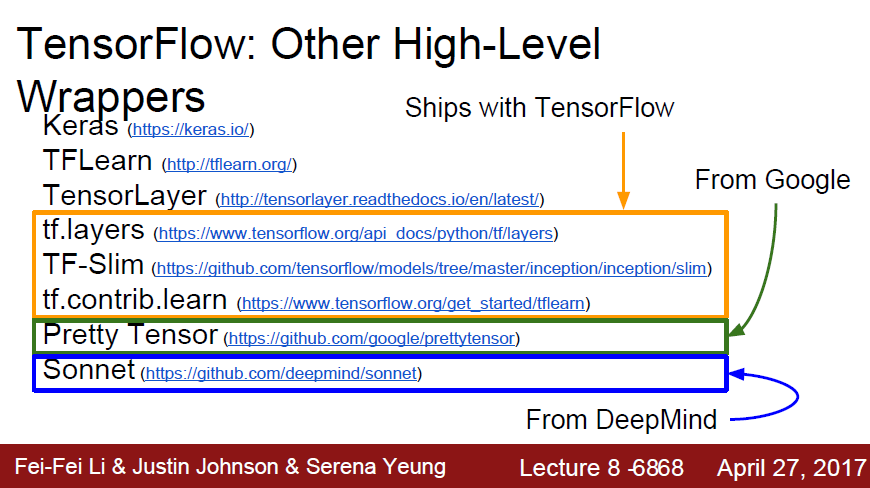 TensorFlow: Other High-Level
Wrappers
Ships with TensorFlow
From Google
Keras (https://keras.io/)
TFLearn (http://tflearn.org/)
TensorLayer (http://tensorlayer.readthedocs.io/en/latest/)
tf.layers (https://www.tensorflow.org/api_docs/python/tf/layers)
TF-Slim (https://github.com/tensorflow/models/tree/master/inception/inception/slim)
tf.contrib.learn (https://www.tensorflow.org/get_started/tflearn)
Pretty Tensor (https://github.com/google/prettytensor)
Sonnet (https://github.com/deepmind/sonnet)
From DeepMind
Fei-Fei Li & Justin Johnson & Serena Yeung Lecture 8 -6868 April 27, 2017